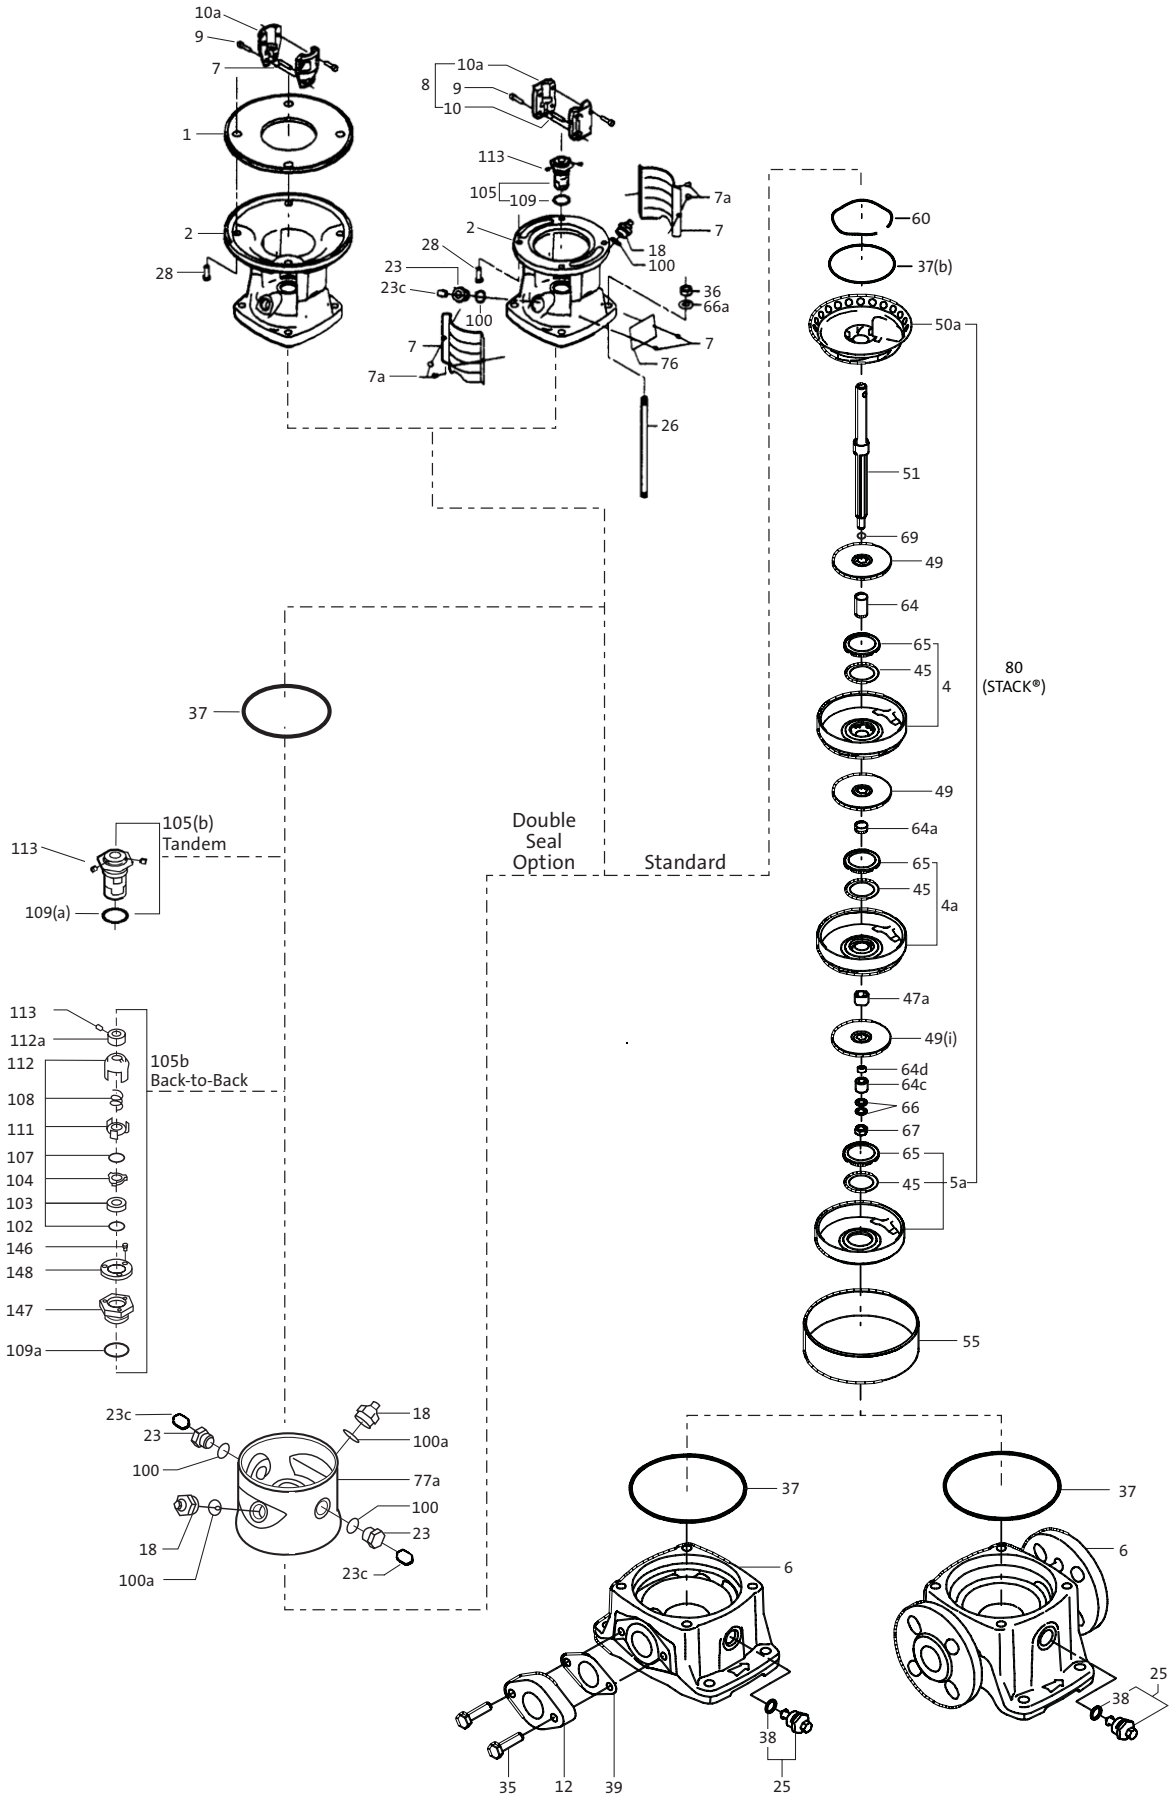 10a
9
7
1
2
28
10a
8
9
10
113
105
109
2
28
23
23c
100
7
7a
7a
7
18
100
36
66a
7
76
26
60
37(b)
50a
51
69
49
64
65
45
4
80
(STACK®)
49
64a
65
45
4a
47a
49(i)
64d
64c
66
67
65
45
5a
55
37
Double
Seal
Option
Standard
105(b)
Tandem
113
109(a)
113
112a
112
105b
Back-to-Back
108
111
107
104
103
102
146
148
147
109a
23c
23
100
18
100a
77a
100
23
23c
18
100a
37
6
38
25
35
12
39
37
6
25
38